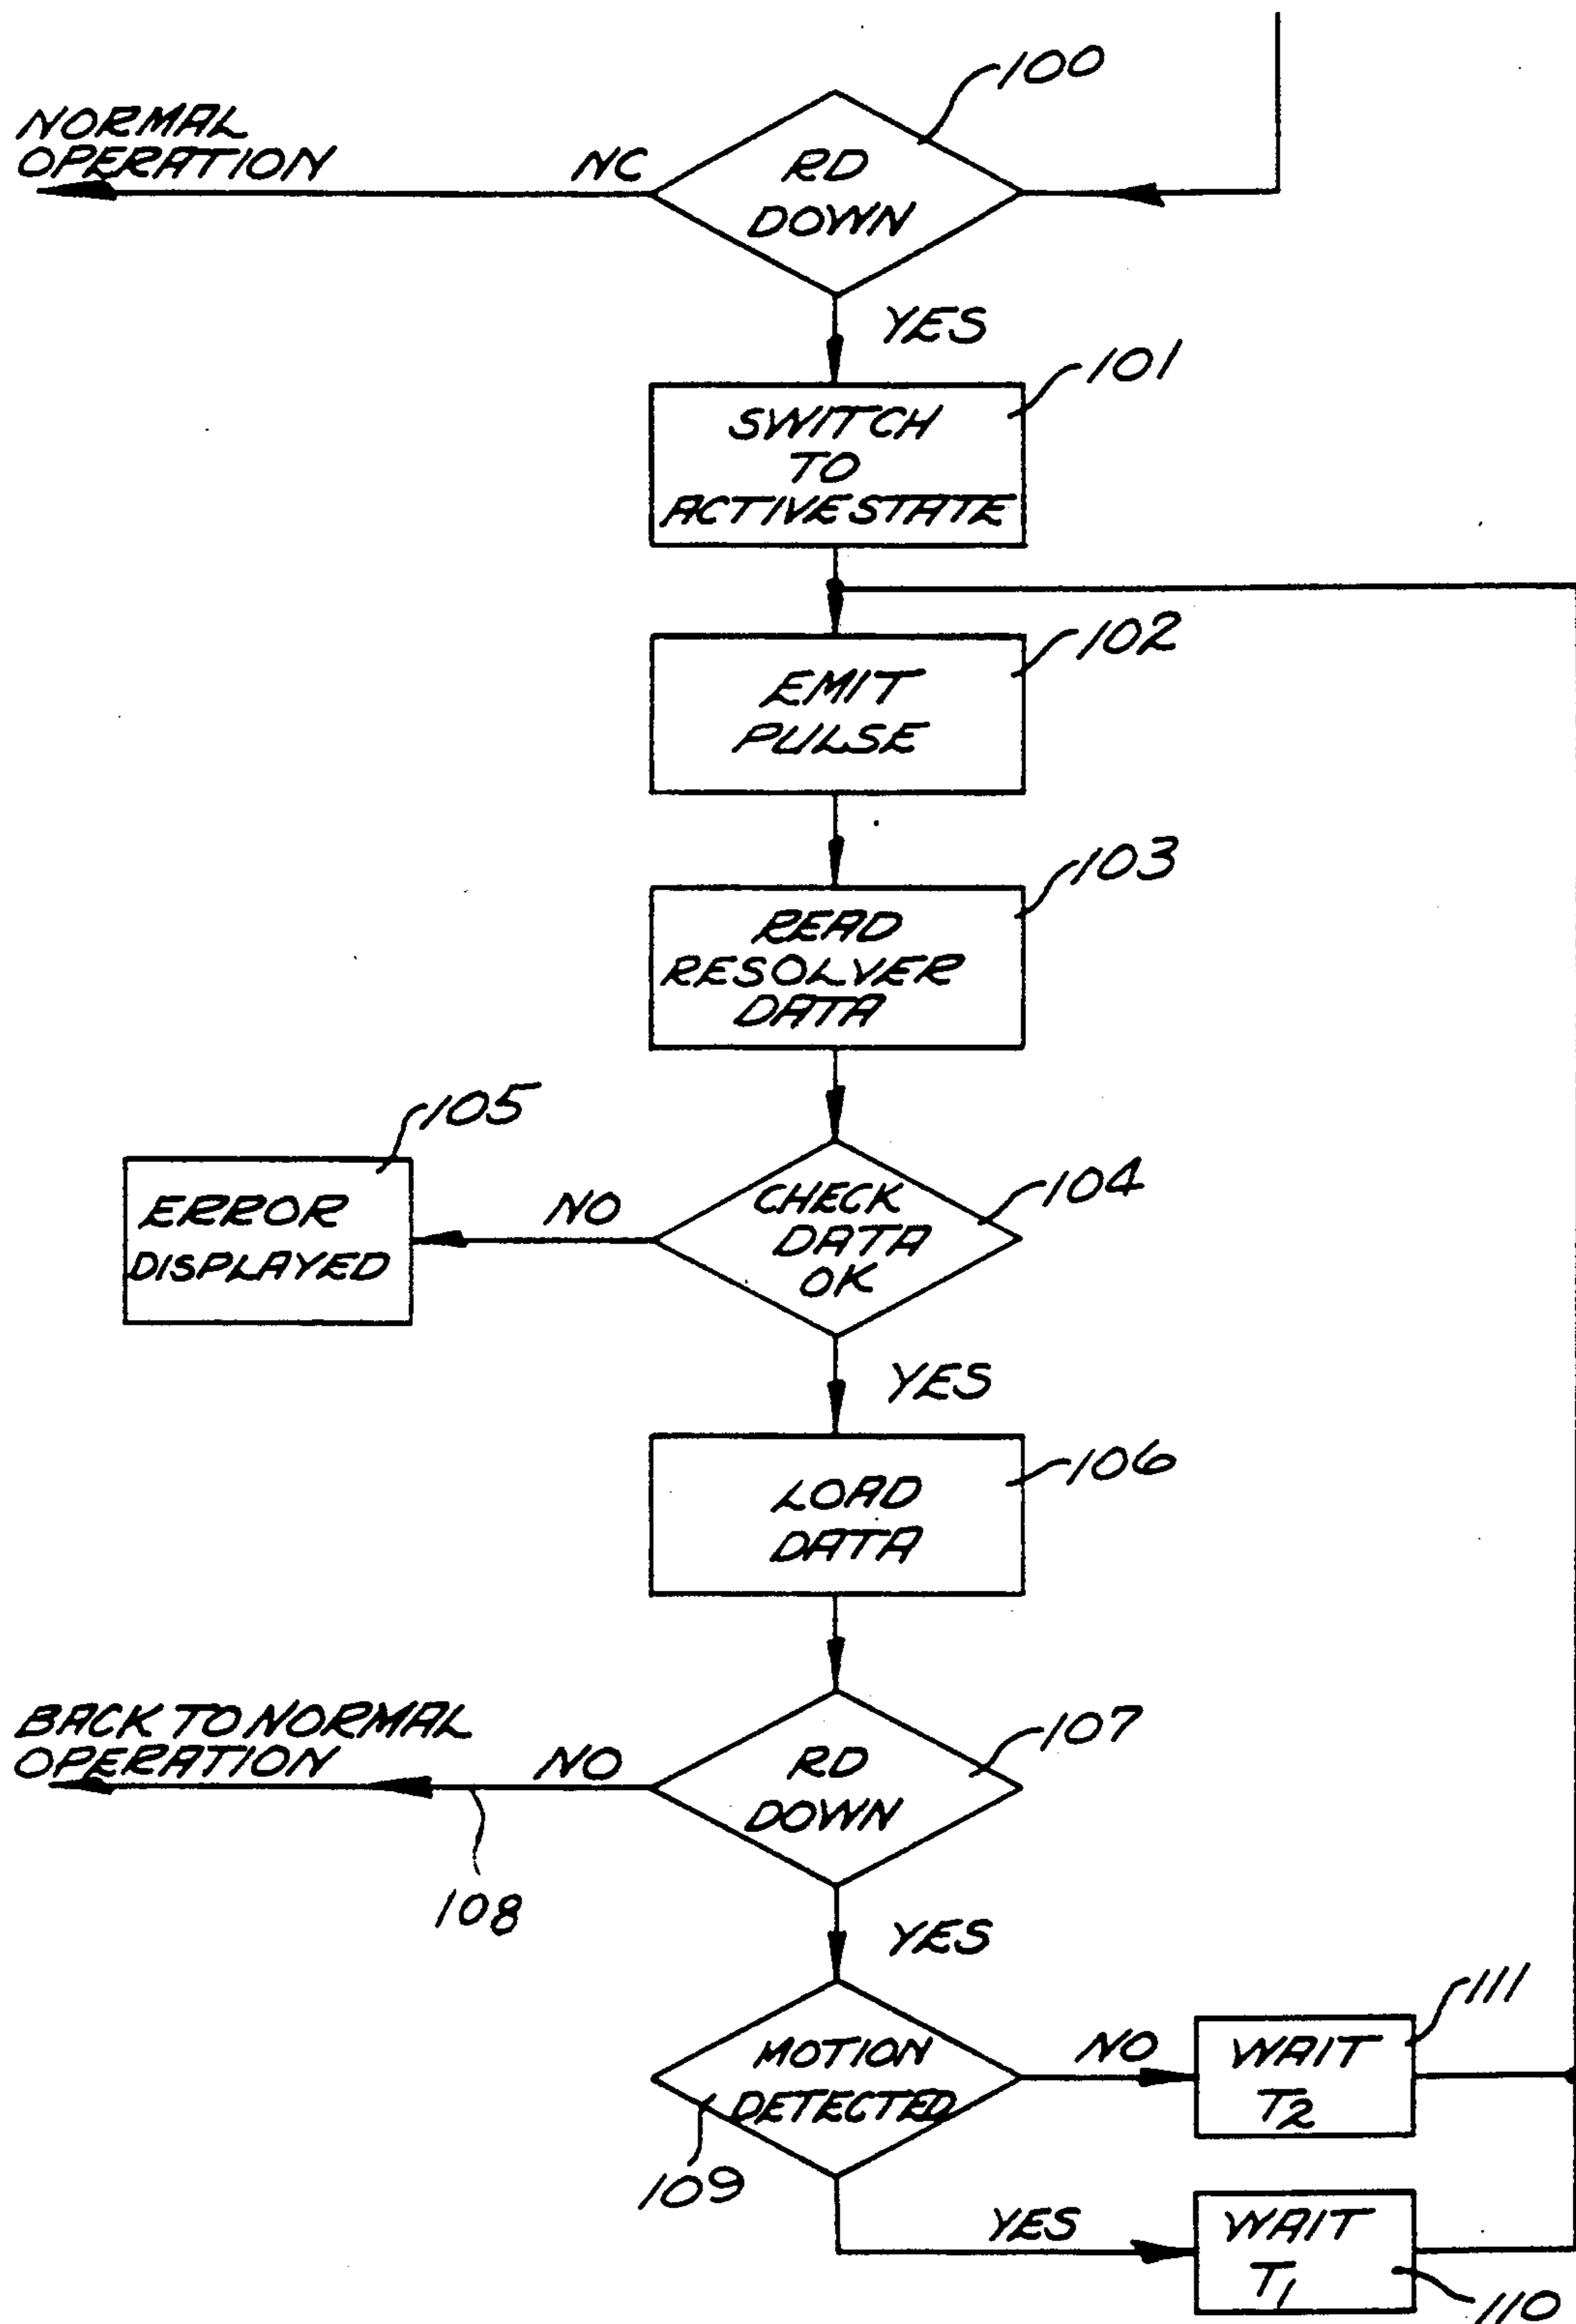 100
NORMAL
OPERATION
NC
RD
DOWN
YES
101
SWITCH
TO
ACTIVE STATE
102
EMIT
PULSE
103
READ
RESOLVER
DATA
105
ERROR
DISPLAYED
NO
104
CHECK
DATA
OK
YES
106
LOAD
DATA
BACK TO NORMAL
OPERATION
NO
107
RD
DOWN
108
YES
111
MOTION
DETECTED
NO
WAIT
T2
109
YES
WAIT
T1
110